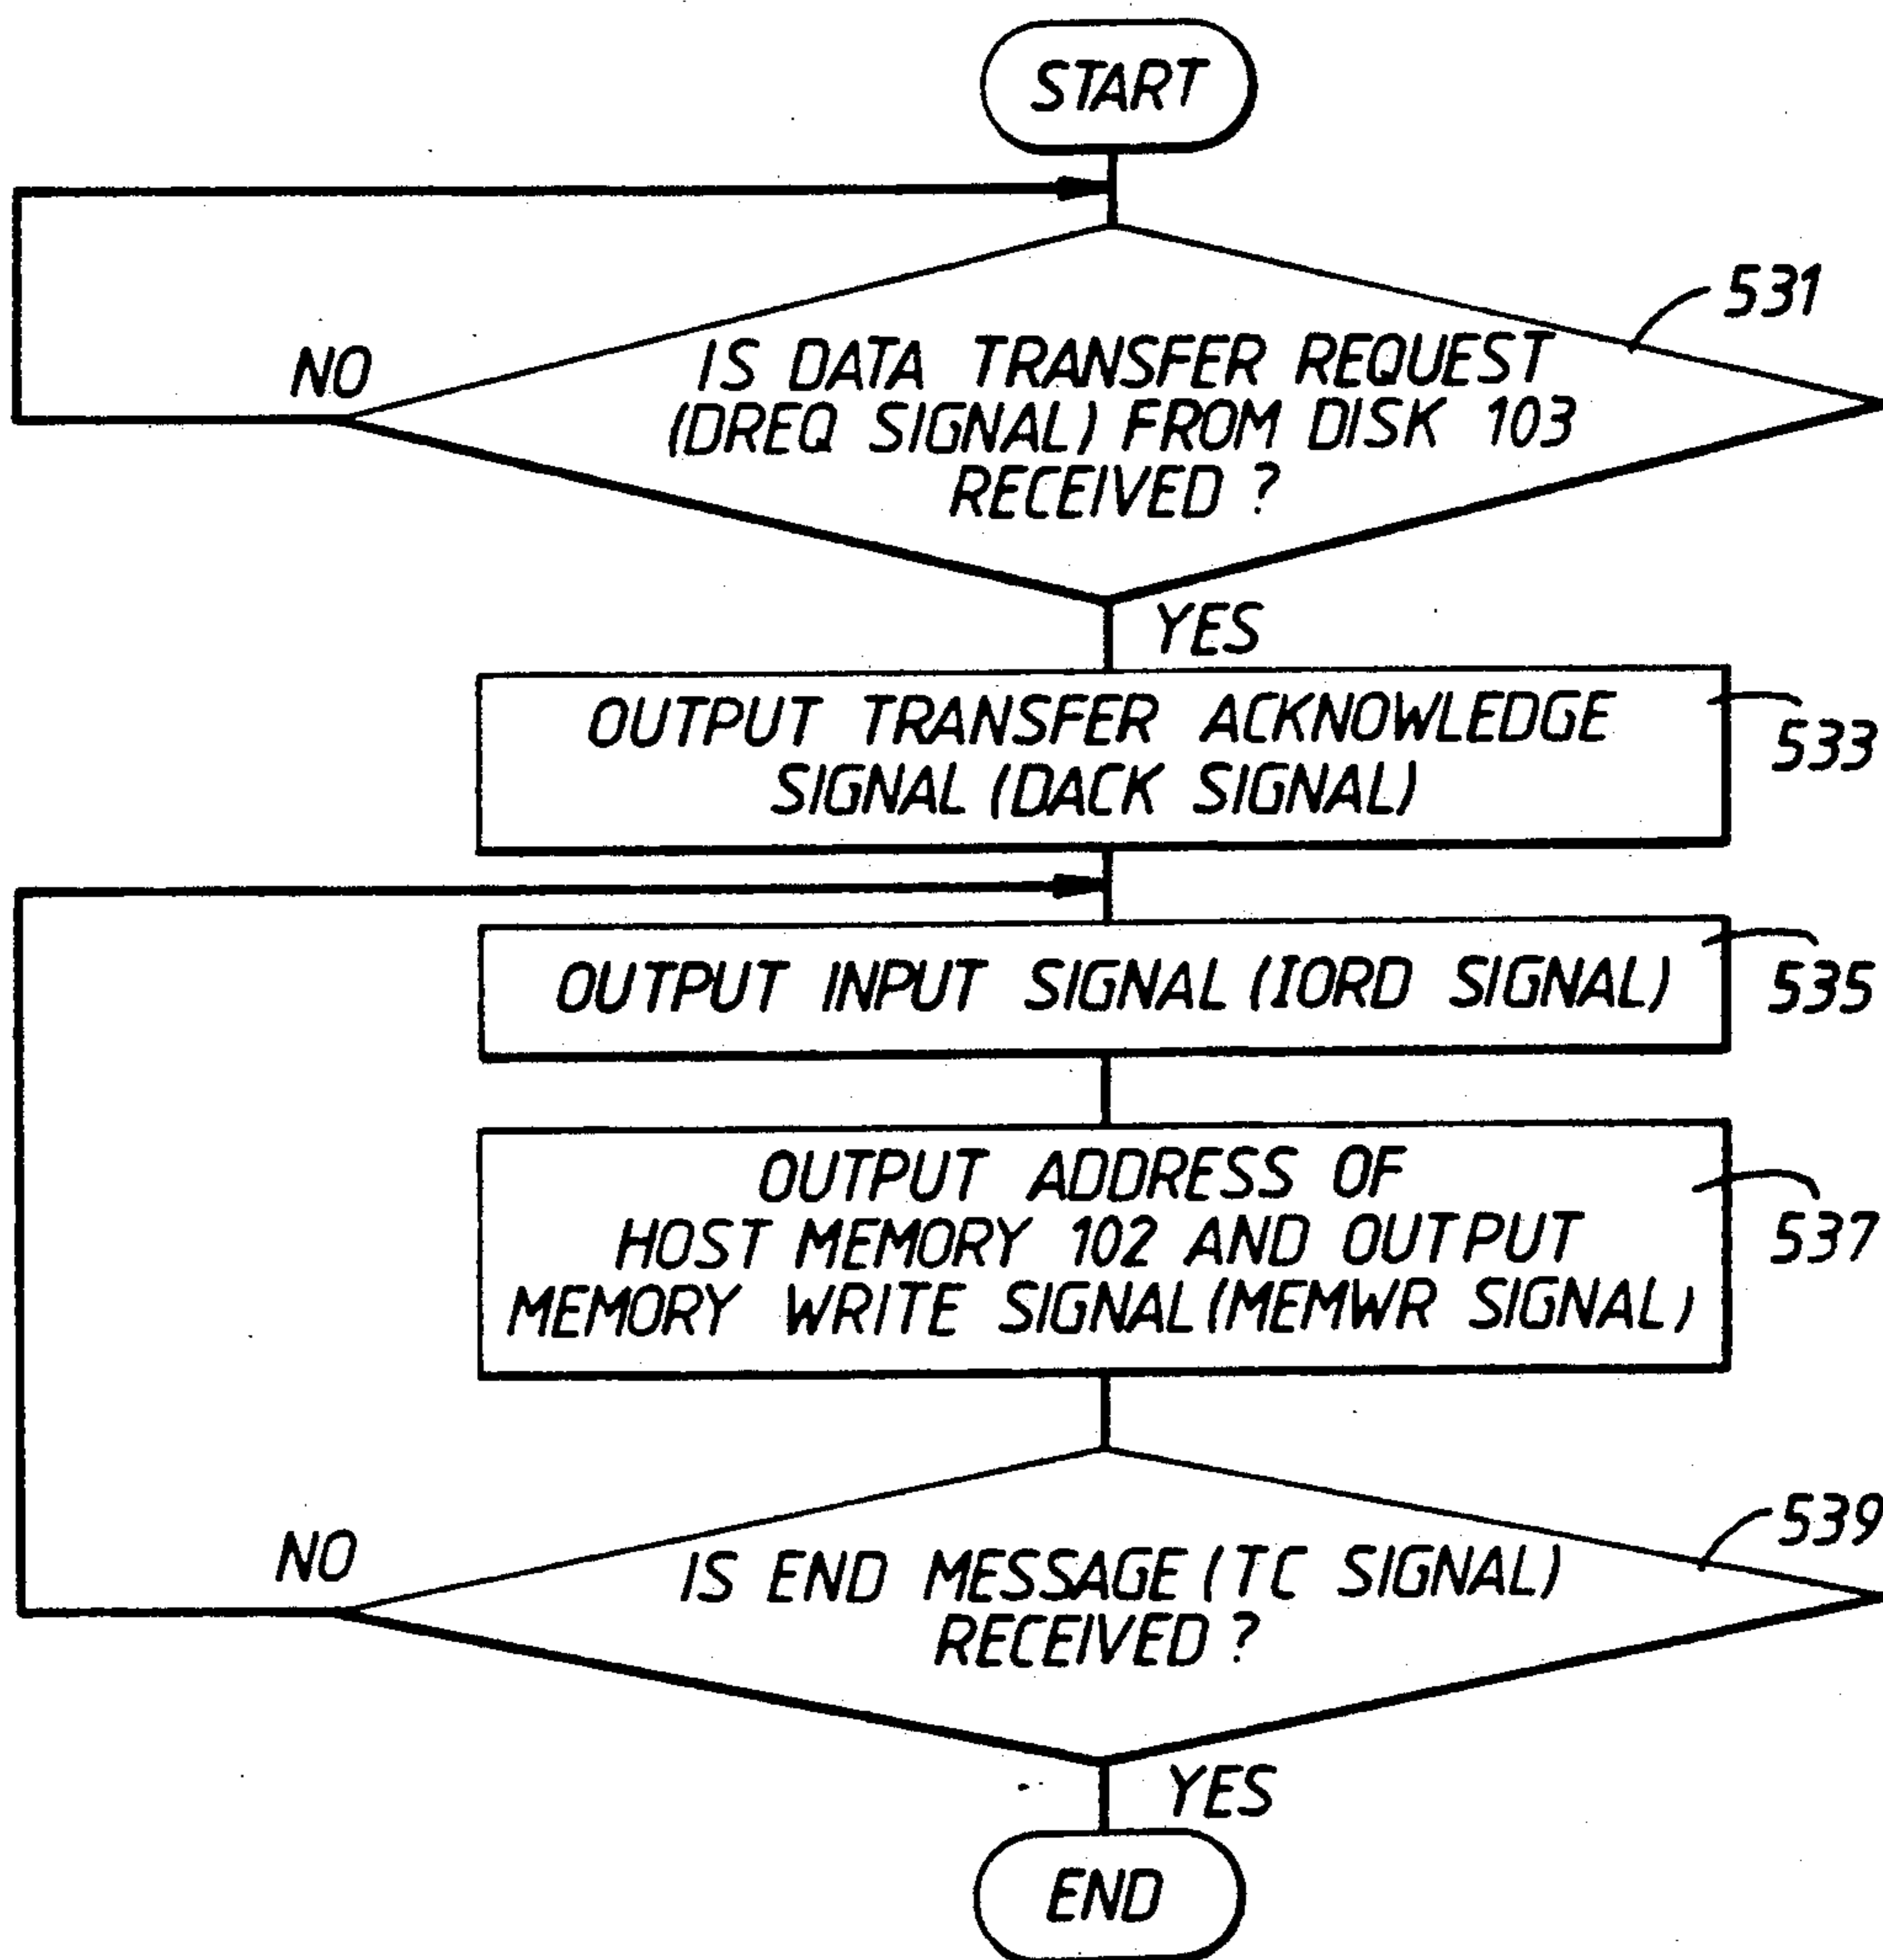 START
531
NO
IS DATA TRANSFER REQUEST
(DREQ SIGNAL) FROM DISK 103
RECEIVED ?
YES
OUTPUT TRANSFER ACKNOWLEDGE
SIGNAL (DACK SIGNAL)
533
OUTPUT INPUT SIGNAL (IORD SIGNAL)
535
OUTPUT ADDRESS OF
HOST MEMORY 102 AND OUTPUT
MEMORY WRITE SIGNAL (MEMWR SIGNAL)
537
539
NO
IS END MESSAGE (TC SIGNAL)
RECEIVED ?
YES
END